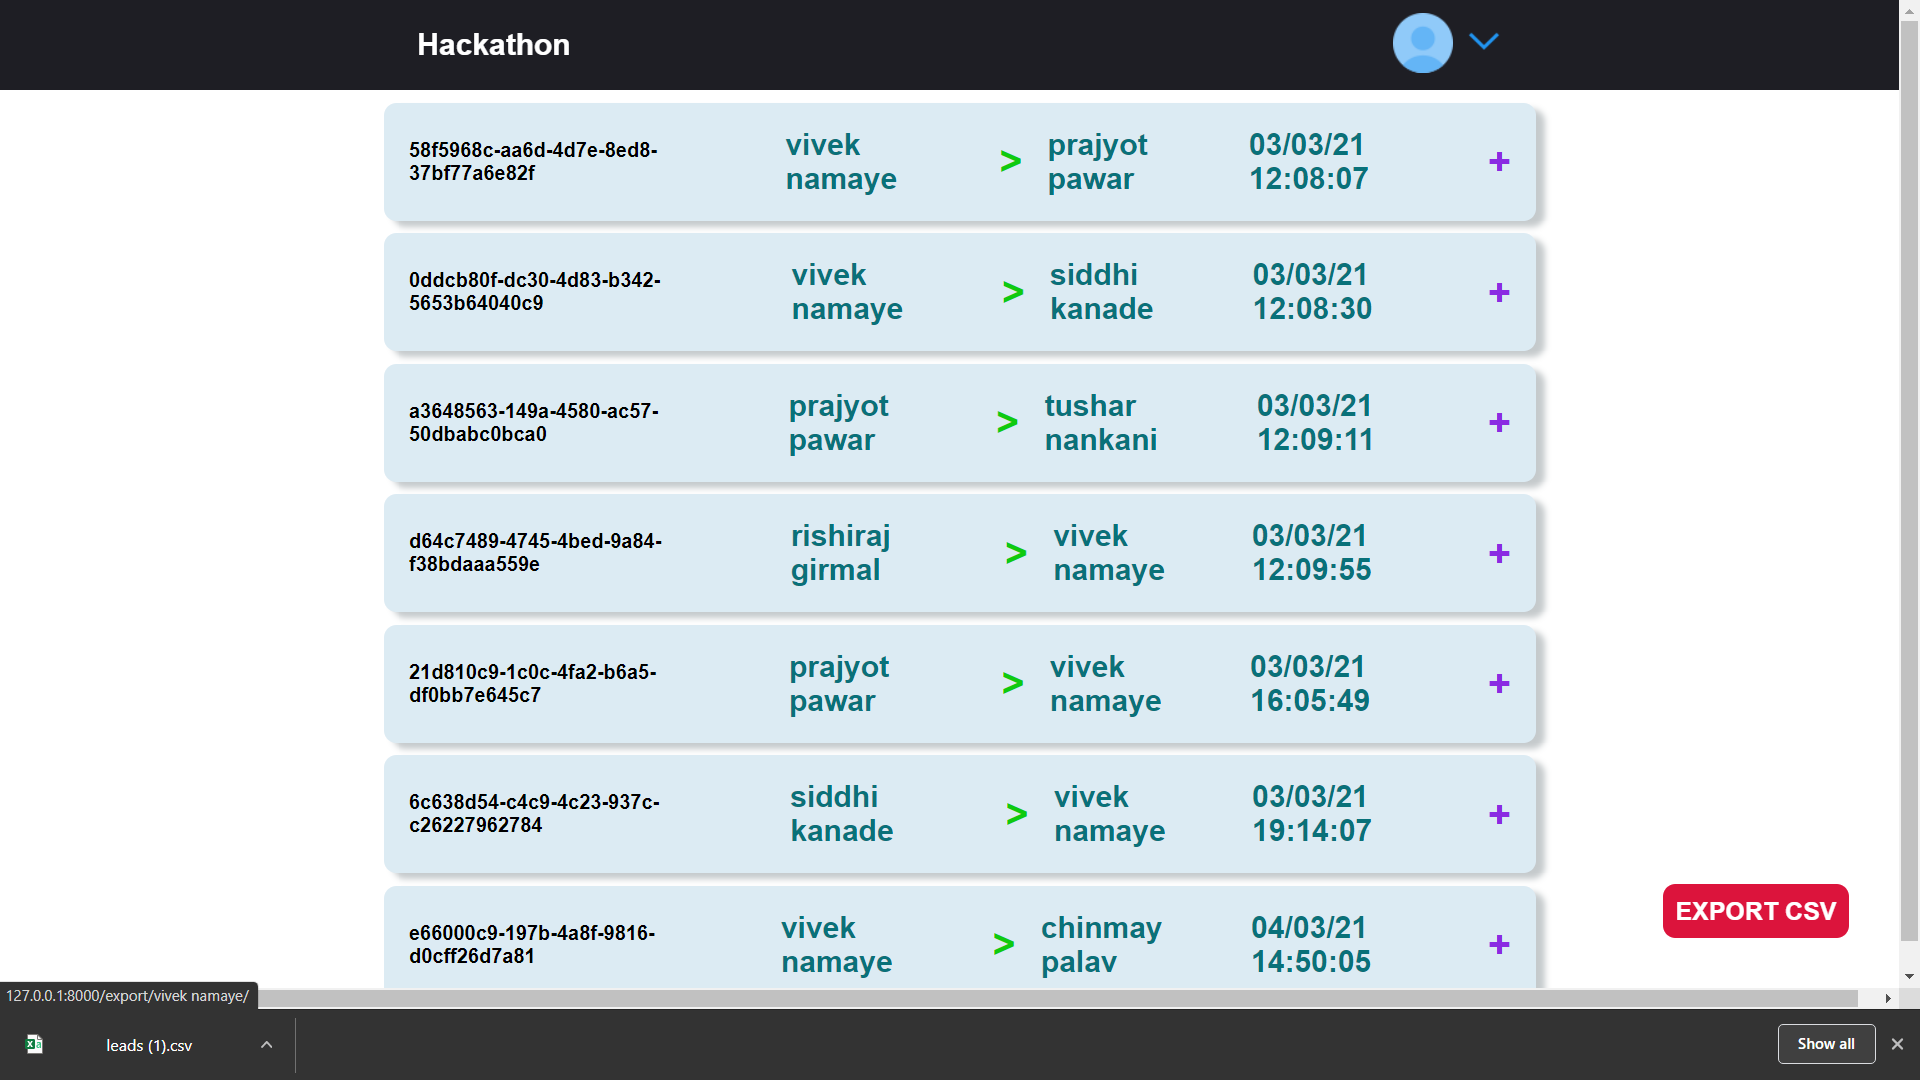 Hackathon
58f5968c-aa6d-4d7e-8ed8-
37bf77a6e82f
vivek
namaye
>
prajyot
pawar
03/03/21
12:08:07
+
0ddcb80f-dc30-4d83-b342-
5653b64040c9
vivek
namaye
>
siddhi
kanade
03/03/21
12:08:30
+
a3648563-149a-4580-ac57-
50dbabc0bca0
prajyot
pawar
>
tushar
nankani
03/03/21
12:09:11
+
d64c7489-4745-4bed-9a84-
f38bdaaa559e
rishiraj
girmal
>
vivek
namaye
03/03/21
12:09:55
+
21d810c9-1c0c-4fa2-b6a5-
df0bb7e645c7
prajyot
pawar
>
vivek
namaye
03/03/21
16:05:49
+
6c638d54-c4c9-4c23-937c-
c26227962784
siddhi
kanade
>
vivek
namaye
03/03/21
19:14:07
+
e66000c9-197b-4a8f-9816-
d0cff26d7a81
vivek
namaye
>
chinmay
palav
04/03/21
14:50:05
+
EXPORT CSV
127.0.0.1:8000/export/vivek namaye/
leads (1).csv
Show all